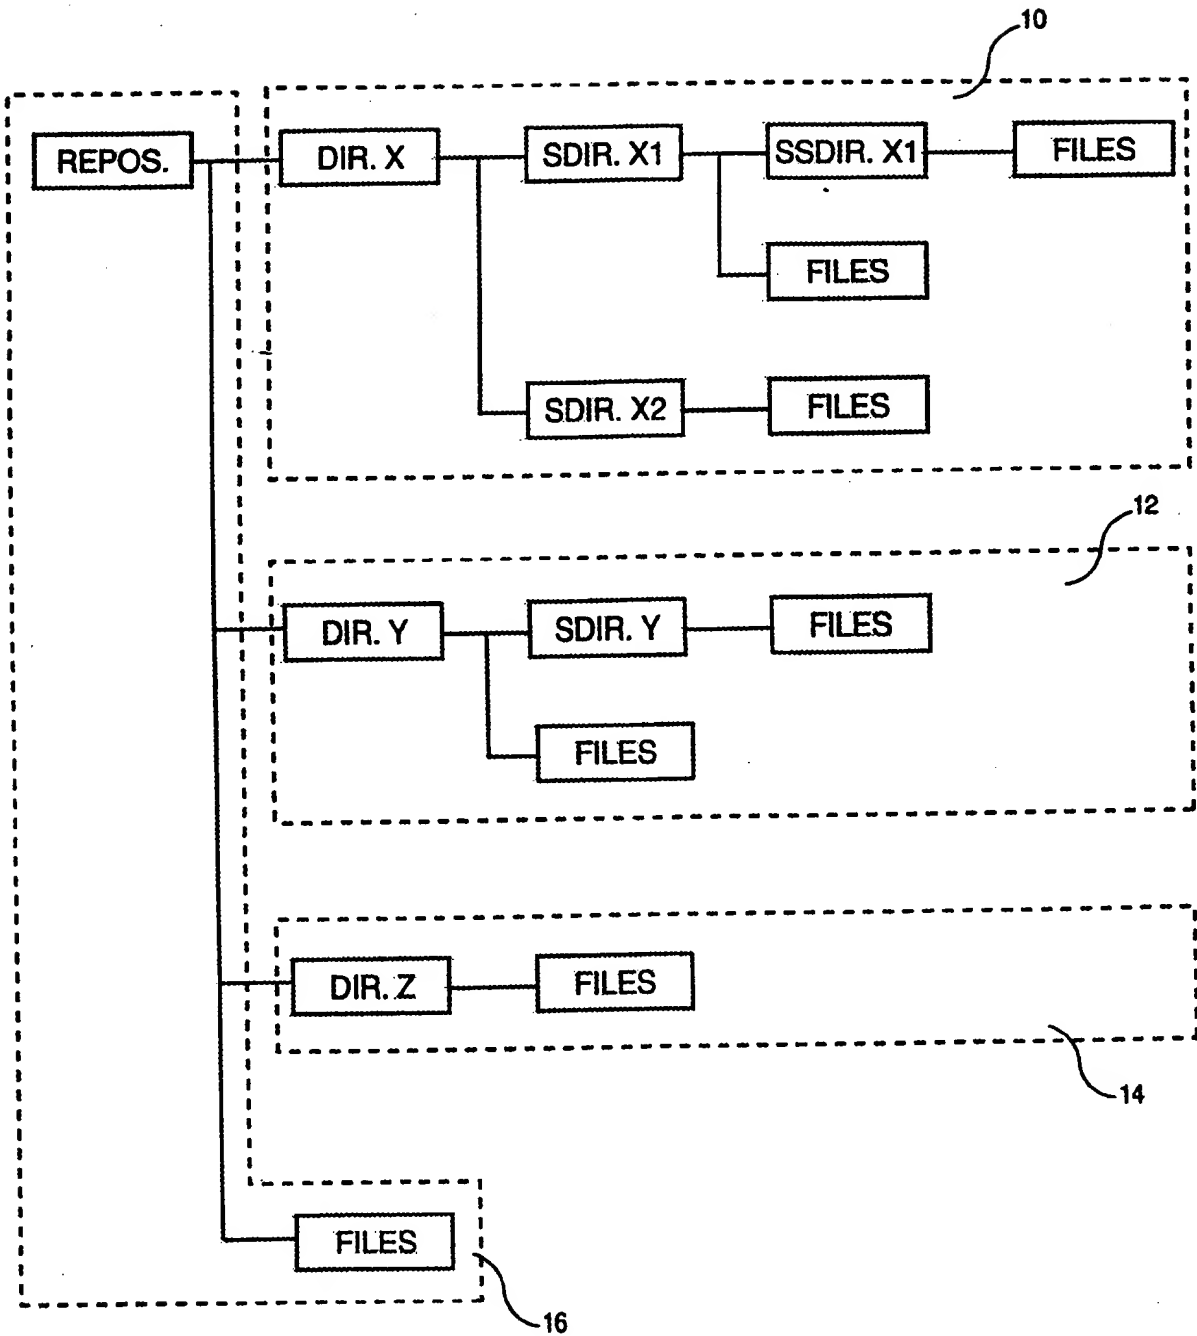 10
REPOS.
DIR. X
SDIR. X1
SSDIR. X1
FILES
FILES
SDIR. X2
FILES
12
DIR. Y
SDIR. Y
FILES
FILES
DIR. Z
FILES
14
FILES
16